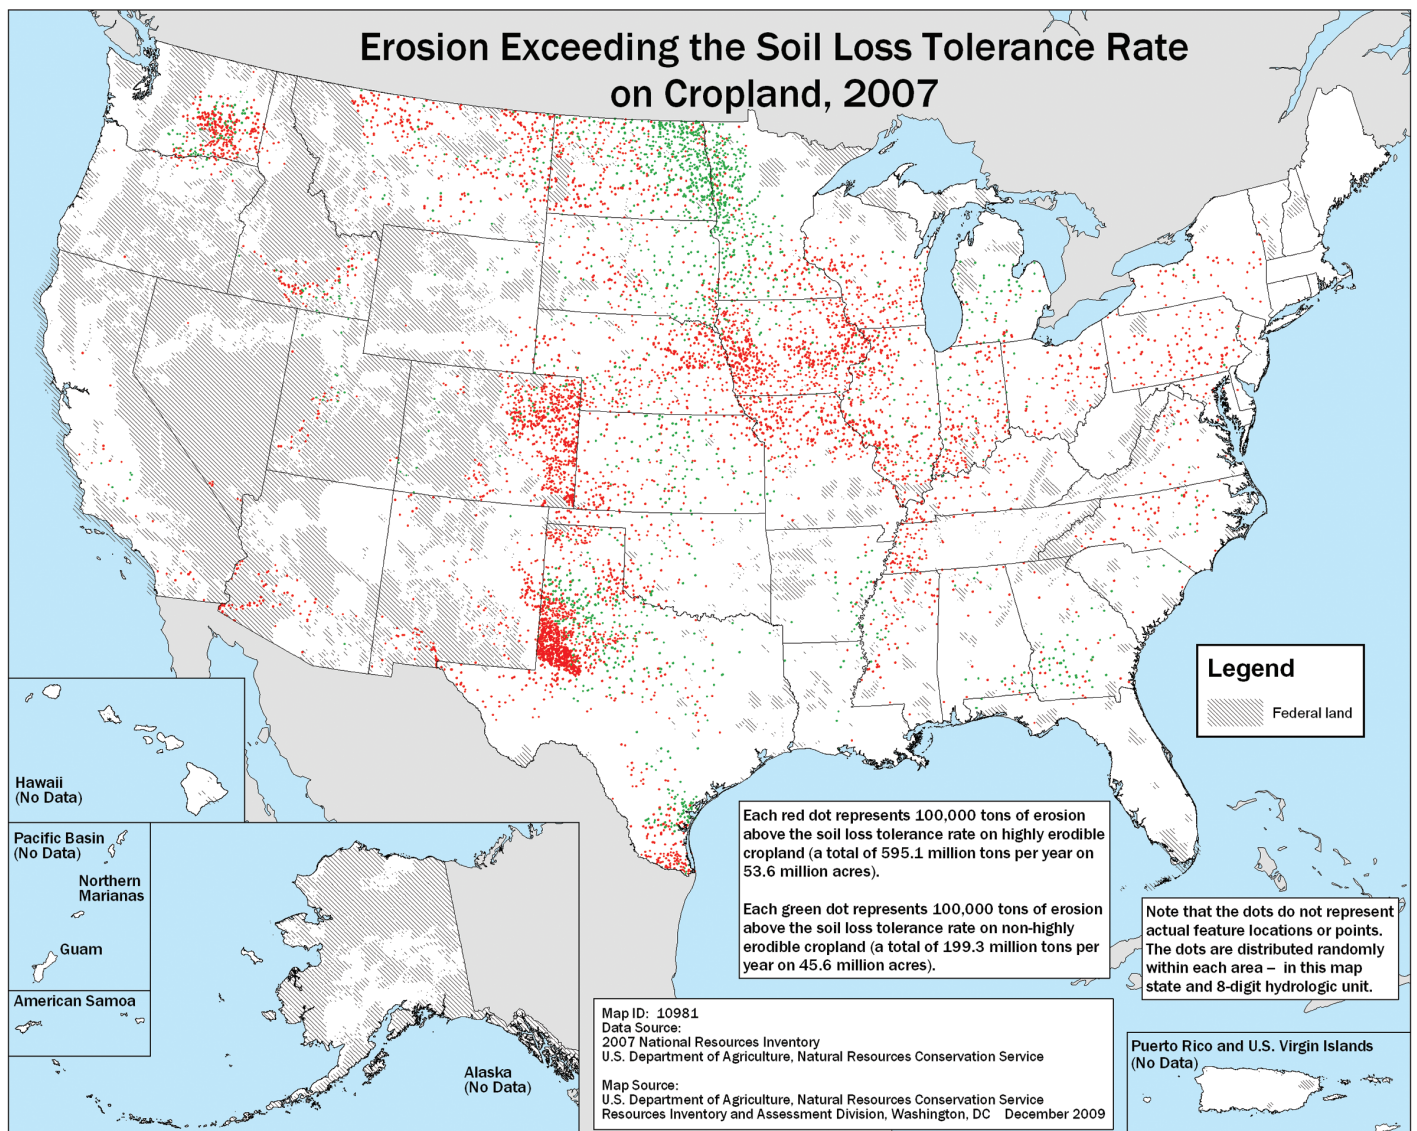 Erosion Exceeding the Soil Loss Tolerance Rate
on Cropland, 2007
Legend
Federal land
Hawaii
(No Data)
Pacific Basin
(No Data)
Northern
Marianas
Guam
American Samoa
Alaska
(No Data)
Each red dot represents 100,000 tons of erosion
above the soil loss tolerance rate on highly erodible
cropland (a total of 595.1 million tons per year on
53.6 million acres).
Each green dot represents 100,000 tons of erosion
above the soil loss tolerance rate on non-highly
erodible cropland (a total of 199.3 million tons per
year on 45.6 million acres).
Note that the dots do not represent
actual feature locations or points.
The dots are distributed randomly
within each area – in this map
state and 8-digit hydrologic unit.
Map ID: 10981
Data Source:
2007 National Resources Inventory
U.S. Department of Agriculture, Natural Resources Conservation Service
Map Source:
U.S. Department of Agriculture, Natural Resources Conservation Service
Resources Inventory and Assessment Division, Washington, DC December 2009
Puerto Rico and U.S. Virgin Islands
(No Data)